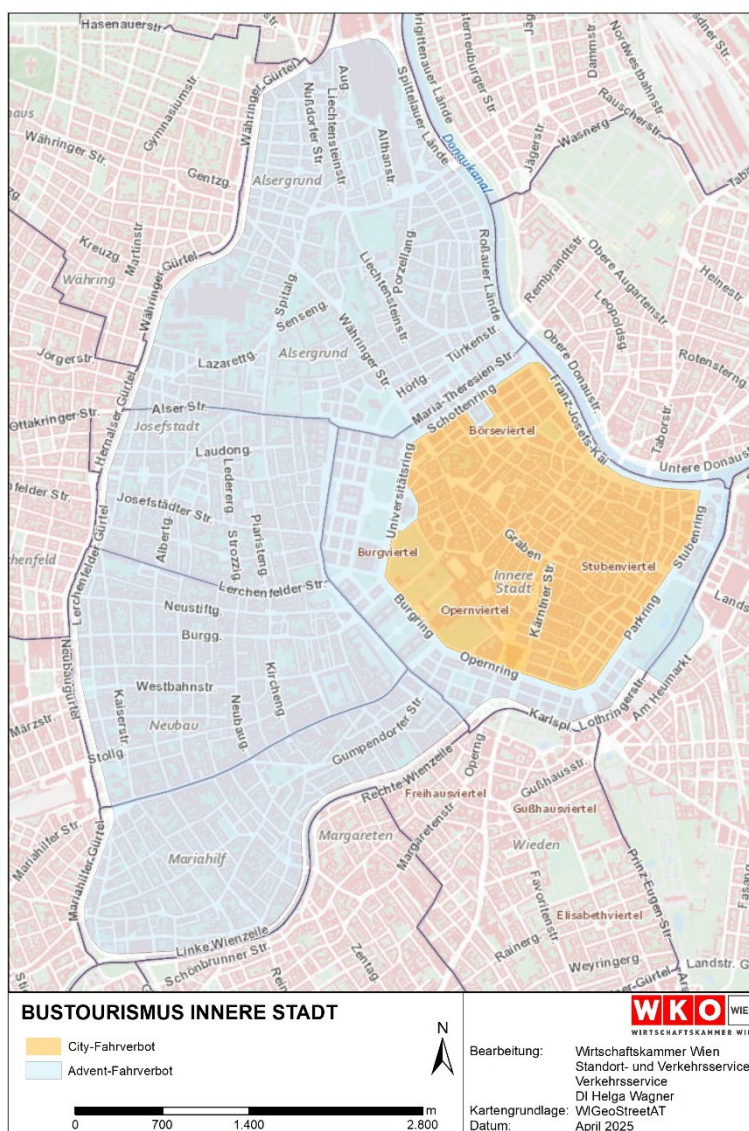 Hasenauerstr.
Währinger Gürtel
Aug.
Liechtensteinstr.
Nußdorfer Str
Spittelauer Lände
Brigittenauer Lände
Jägerstr.
Dammstr.
Nordwestbahnstr.
Rauscherstr.
Wasnerg.
Gymnasiumstr.
Währinger Str.
Gentzg.
Alsergrund
Althanstr.
Donaukanal
Kreuzg.
Martinstr.
Währing
Währinger Gürtel
Spitalg.
Senseng.
Liechtensteinstr.
Porzellang.
Roßauer Lände
Rembrandtstr.
Obere Augartenstr.
Leopoldsg.
Heinestr.
Rotensterng.
Jörgerstr.
Lazarettg.
Alsergrund
Währinger Str.
Hörlg.
Türkenstr.
Maria-Theresien-Str.
Schottenring
Obere Donaustr.
Franz-Josefs-Kai
Taborstr.
Ottakringer Str.
Alser Str.
Josefstadt
Hernalser Gürtel
Börseviertel
Untere Donaustr.
Laudong.
Ledererg.
Josefstädter Str.
Albertg.
Strozzig.
Piaristeng.
Universitätsring
Burgviertel
Graben
Innere
Stadt
Stubenviertel
Stubenring
Lerchenfelder Gürtel
Lerchenfelder Str.
Neustiftg.
Burgg.
Burgring
Opernviertel
Kärntner Str.
Parkring
Neubaugürtel
Westbahnstr.
Kircheng.
Opernring
Kaiserstr.
Neubau
Neubaug.
Gumpendorfer Str.
Lothringerstr.
Am Heumarkt
Märzstr.
Stollg.
Operng.
Rechte Wienzeile
Freihausviertel
Gußhausstr.
Gußhausviertel
Mariahilfer Str.
Mariahilfer Gürtel
Mariahilf
Margareten
Margaretenstr.
Wieden
Prinz-Eugen-Str.
Favoritenstr.
Elisabethviertel
Linke Wienzeile
Schönbrunner Str.
Zentag.
Rainerg.
Weyringerg.
BUSTOURISMUS INNERE STADT
City-Fahrverbot
Advent-Fahrverbot
N
0 700 1.400 2.800 m
WKO WIE
WIRTSCHAFTSKAMMER WIE
Bearbeitung: Wirtschaftskammer Wien
Standort- und Verkehrsservice
Verkehrsservice
DI Helga Wagner
Kartengrundlage: WIGeoStreetAT
Datum: April 2025